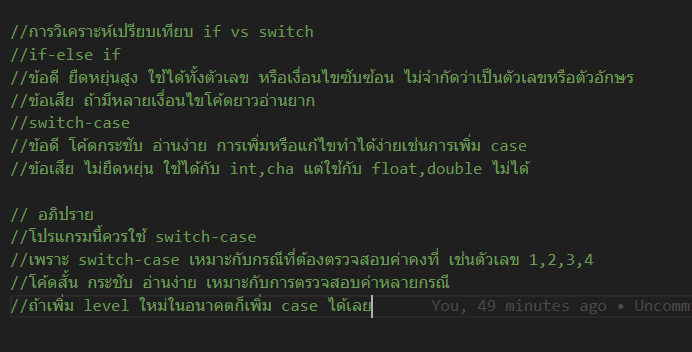 //การวิเคราะห์เปรียบเทียบ if vs switch
//if-else if
//ข้อดี ยืดหยุ่นสูง ใช้ได้ทั้งตัวเลข หรือเงื่อนไขซับซ้อน ไม่จำกัดว่าเป็นตัวเลขหรือตัวอักษร
//ข้อเสีย ถ้ามีหลายเงื่อนไขโค้ดยาวอ่านยาก
//switch-case
//ข้อดี โค้ดกระชับ อ่านง่าย การเพิ่มหรือแก้ไขทำได้ง่ายเช่นการเพิ่ม case
//ข้อเสีย ไม่ยืดหยุ่น ใช้ได้กับ int,cha แต่ใช้กับ float,double ไม่ได้
// อภิปราย
//โปรแกรมนี้ควรใช้ switch-case
//เพราะ switch-case เหมาะกับกรณีที่ต้องตรวจสอบค่าคงที่ เช่นตัวเลข 1,2,3,4
//โค้ดสั้น กระชับ อ่านง่าย เหมาะกับการตรวจสอบค่าหลายกรณี
//ถ้าเพิ่ม level ใหม่ในอนาคตก็เพิ่ม case ได้เลย You, 49 minutes ago • Uncomm